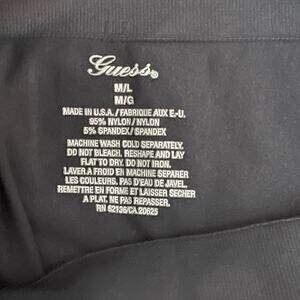 Guess®
M/L
M/G
MADE IN U.S.A. / FABRIQUE AUX E.-U.
95% NYLON/NYLON
5% SPANDEX/SPANDEX
MACHINE WASH COLD SEPARATELY.
DO NOT BLEACH. RESHAPE AND LAY
FLAT TO DRY. DO NOT IRON.
LAVER A FROID EN MACHINE SEPARER
LES COULEURS. PAS D'EAU DE JAVEL.
REMETTRE EN FORME ET LAISSER SECHER
A PLAT. NE PAS REPASSER.
RN 62136/CA 20625